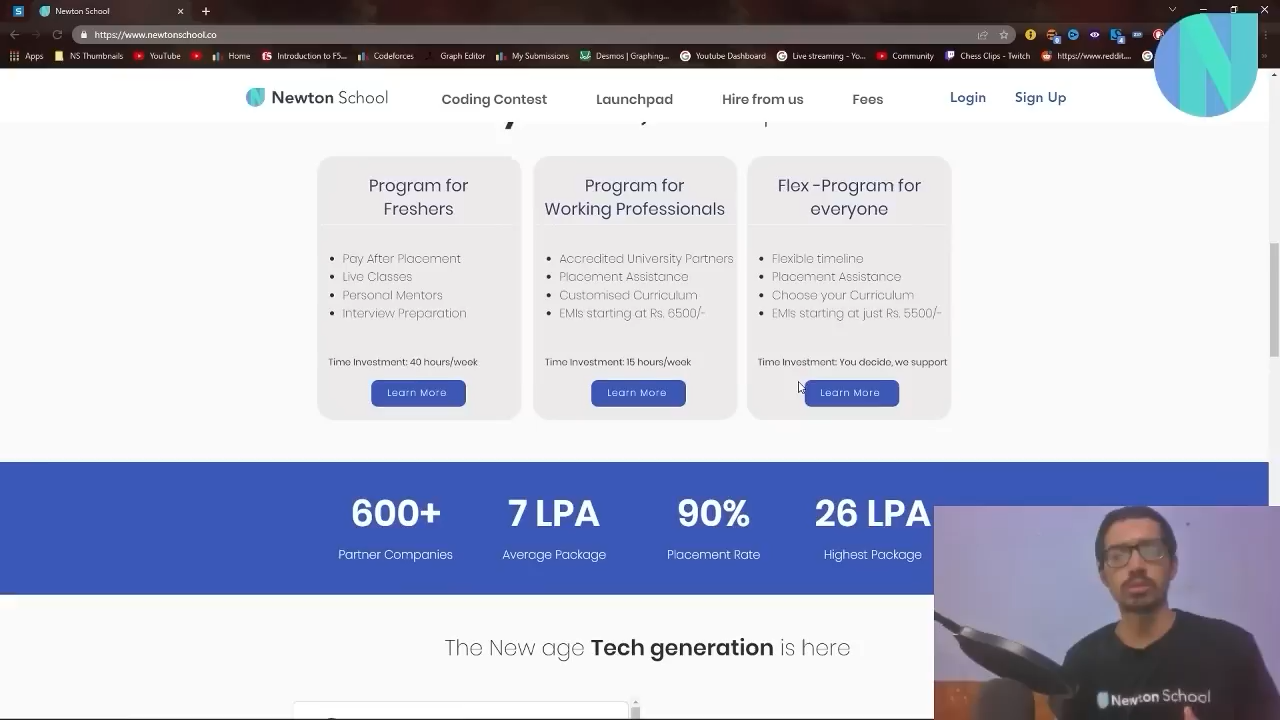 Newton School
https://www.newtonschool.co
Apps
NS Thumbnails
YouTube
Home
Introduction to F5...
Codeforces
Graph Editor
My Submissions
Desmos | Graphing...
Youtube Dashboard
Live streaming - Yo...
Community
Chess Clips - Twitch
https://www.reddit....
Newton School
Coding Contest
Launchpad
Hire from us
Fees
Login
Sign Up
Program for
Freshers
Pay After Placement
Live Classes
Personal Mentors
Interview Preparation
Time Investment: 40 hours/week
Learn More
Program for
Working Professionals
Accredited University Partners
Placement Assistance
Customised Curriculum
EMIs starting at Rs. 6500/-
Time Investment: 15 hours/week
Learn More
Flex -Program for
everyone
Flexible timeline
Placement Assistance
Choose your Curriculum
EMIs starting at just Rs. 5500/-
Time Investment: You decide, we support
Learn More
600+
Partner Companies
7 LPA
Average Package
90%
Placement Rate
26 LPA
Highest Package
The New age Tech generation is here
Newton School